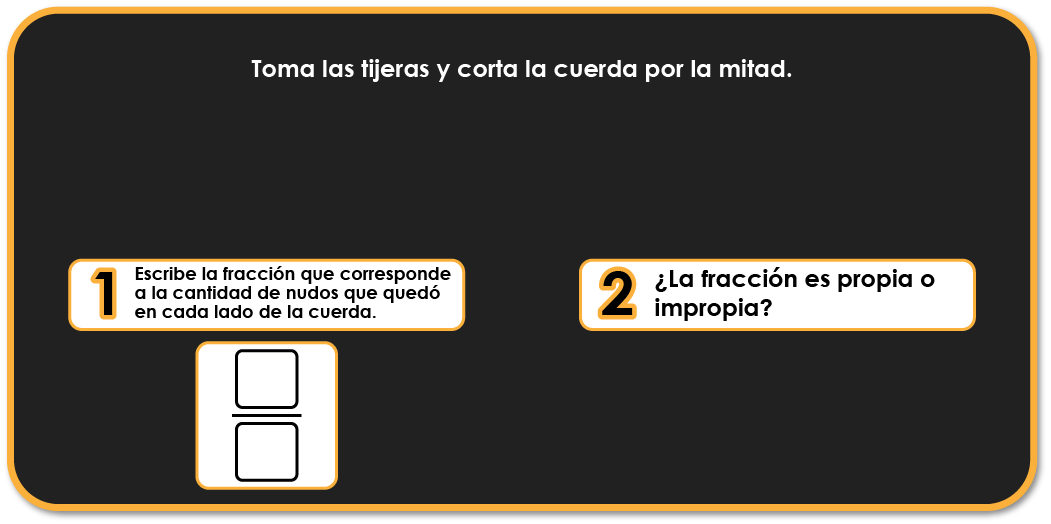 Toma las tijeras y corta la cuerda por la mitad.
1
Escribe la fracción que corresponde
a la cantidad de nudos que quedó
en cada lado de la cuerda.
2
¿La fracción es propia o
impropia?